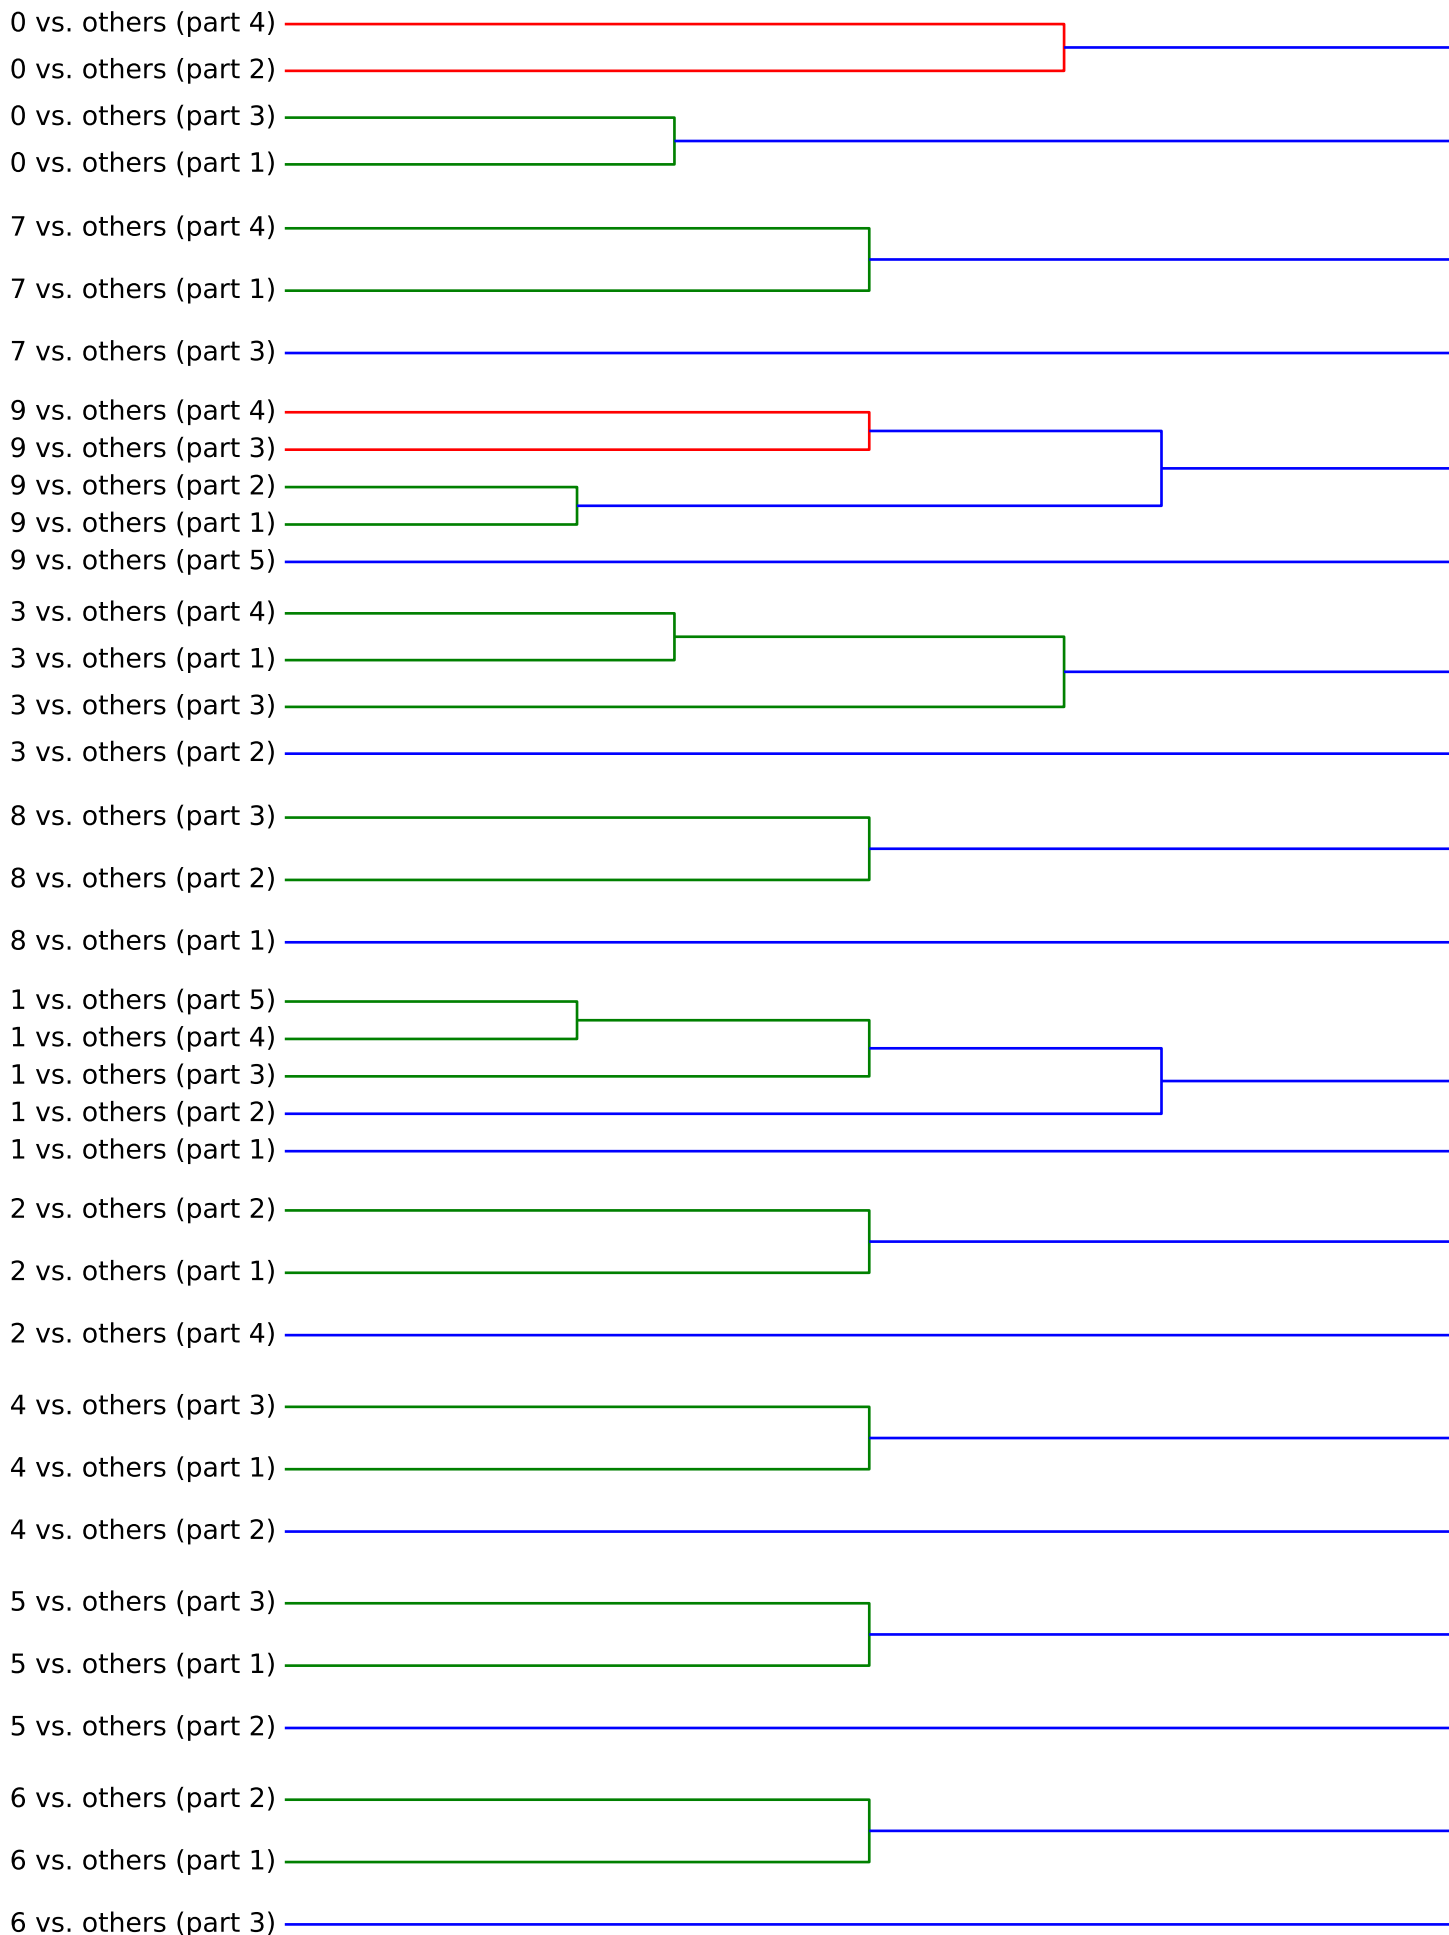 0 vs. others (part 4)
0 vs. others (part 2)
0 vs. others (part 3)
0 vs. others (part 1)
7 vs. others (part 4)
7 vs. others (part 1)
7 vs. others (part 3)
9 vs. others (part 4)
9 vs. others (part 3)
9 vs. others (part 2)
9 vs. others (part 1)
9 vs. others (part 5)
3 vs. others (part 4)
3 vs. others (part 1)
3 vs. others (part 3)
3 vs. others (part 2)
8 vs. others (part 3)
8 vs. others (part 2)
8 vs. others (part 1)
1 vs. others (part 5)
1 vs. others (part 4)
1 vs. others (part 3)
1 vs. others (part 2)
1 vs. others (part 1)
2 vs. others (part 2)
2 vs. others (part 1)
2 vs. others (part 4)
4 vs. others (part 3)
4 vs. others (part 1)
4 vs. others (part 2)
5 vs. others (part 3)
5 vs. others (part 1)
5 vs. others (part 2)
6 vs. others (part 2)
6 vs. others (part 1)
6 vs. others (part 3)